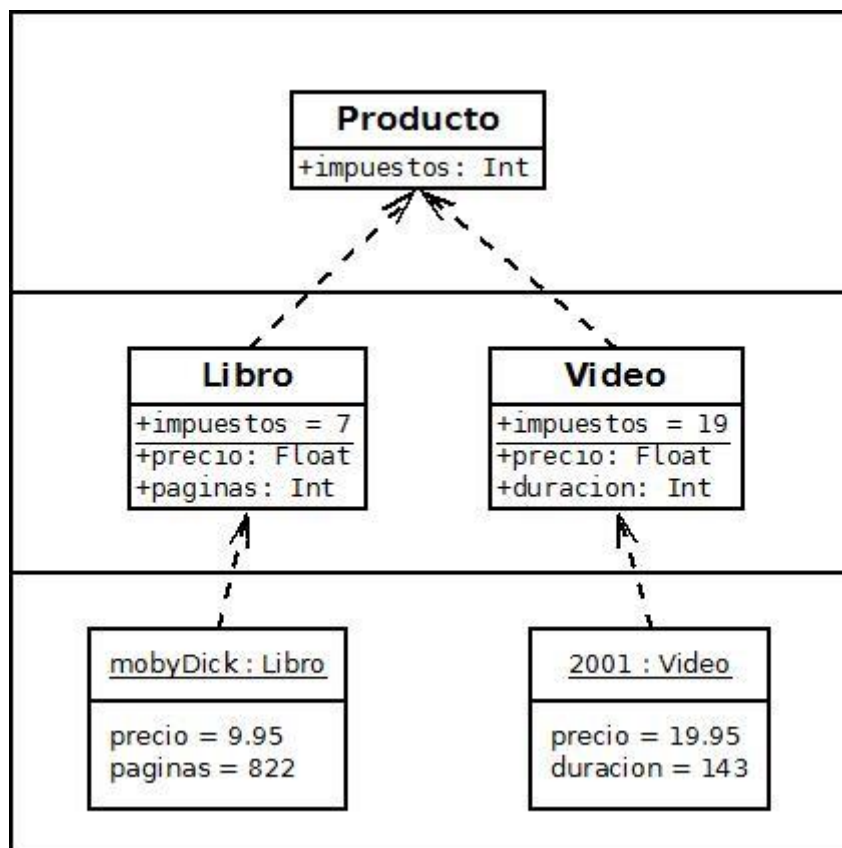 Producto
+impuestos: Int
Libro
+impuestos = 7
+precio: Float
+paginas: Int
Video
+impuestos = 19
+precio: Float
+duracion: Int
mobyDick : Libro
precio = 9.95
paginas = 822
2001 : Video
precio = 19.95
duracion = 143